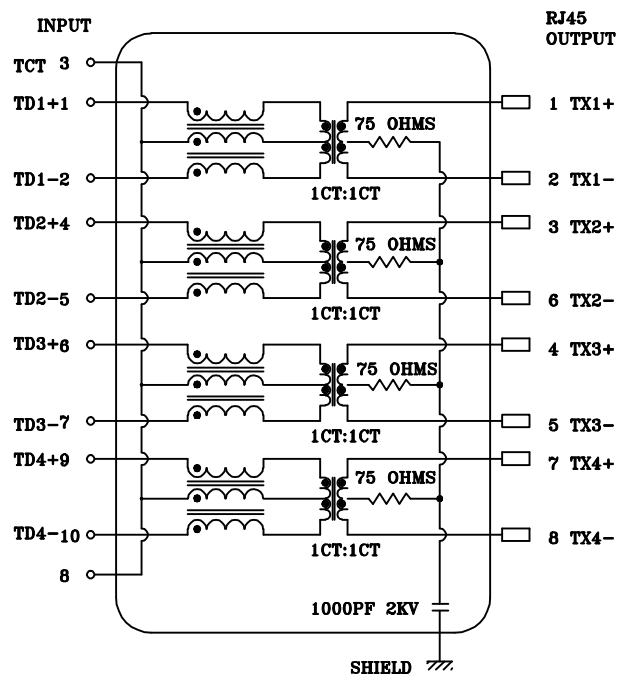 INPUT
RJ45
OUTPUT
TCT 3
TD1+1
75 OHMS
1 TX1+
TD1-2
1CT:1CT
2 TX1-
TD2+4
75 OHMS
3 TX2+
TD2-5
1CT:1CT
6 TX2-
TD3+6
75 OHMS
4 TX3+
TD3-7
1CT:1CT
5 TX3-
TD4+9
75 OHMS
7 TX4+
TD4-10
1CT:1CT
8 TX4-
8
1000PF 2KV
SHIELD